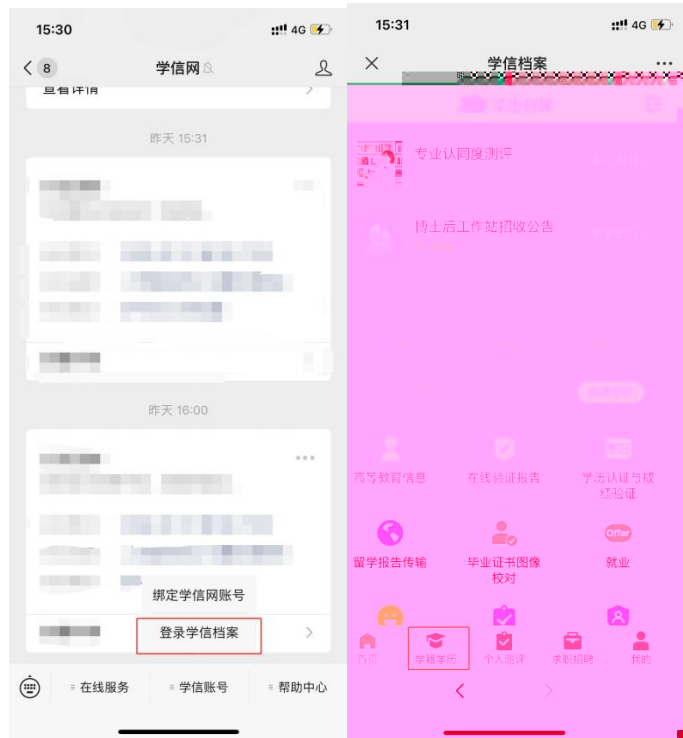 15:30
4G
8
学信网
查看详情
昨天 15:31
昨天 16:00
绑定学信网账号
登录学信档案
在线服务
学信账号
帮助中心
15:31
4G
学信档案
专业认同度测评
博士后工作站招收公告
高等教育信息
在线验证报告
学历认证与成
绩验证
留学报告传输
毕业证书图像
校对
Offer
就业
首页
学籍学历
个人测评
求职招聘
我的